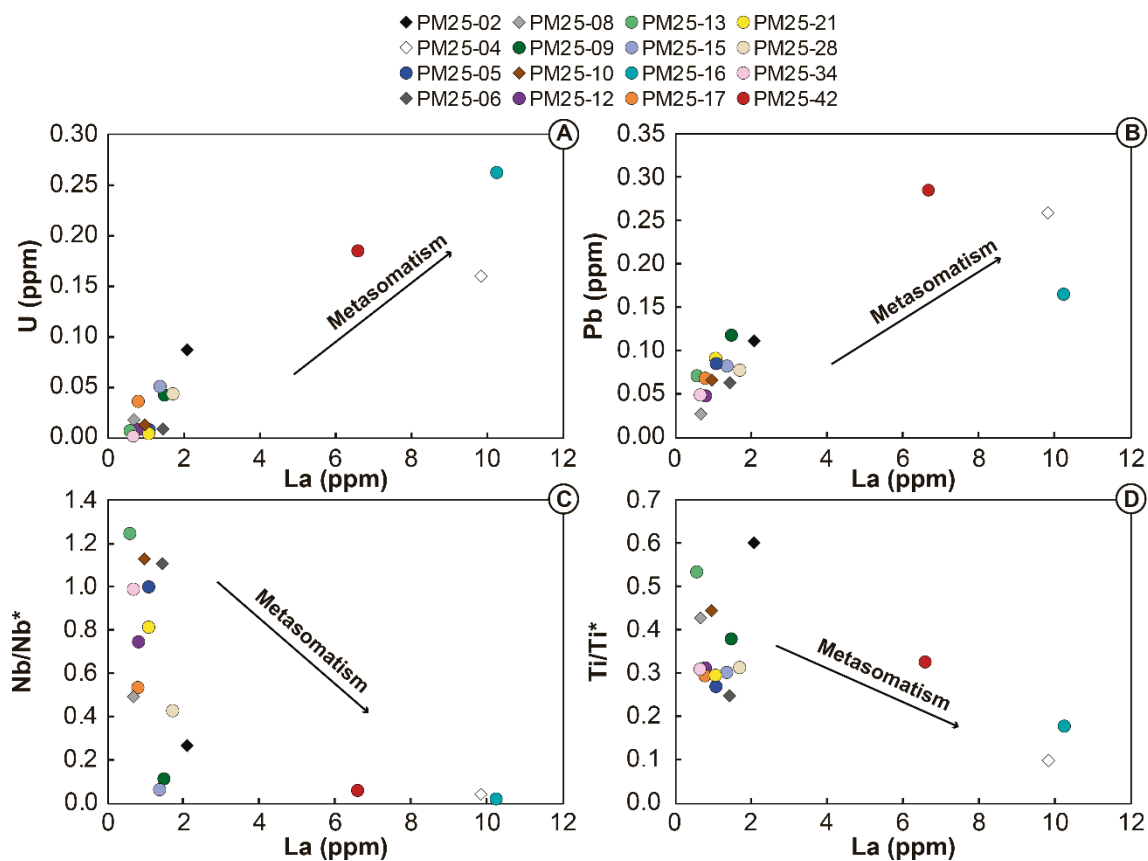 PM25-02 PM25-08 PM25-13 PM25-21
PM25-04 PM25-09 PM25-15 PM25-28
PM25-05 PM25-10 PM25-16 PM25-34
PM25-06 PM25-12 PM25-17 PM25-42
A
U (ppm)
0.30
0.25
0.20
0.15
0.10
0.05
0.00
Metasomatism
0 2 4 6 8 10 12
La (ppm)
B
Pb (ppm)
0.35
0.30
0.25
0.20
0.15
0.10
0.05
0.00
Metasomatism
0 2 4 6 8 10 12
La (ppm)
C
Nb/Nb*
1.4
1.2
1.0
0.8
0.6
0.4
0.2
0.0
Metasomatism
0 2 4 6 8 10 12
La (ppm)
D
Ti/Ti*
0.7
0.6
0.5
0.4
0.3
0.2
0.1
0.0
Metasomatism
0 2 4 6 8 10 12
La (ppm)